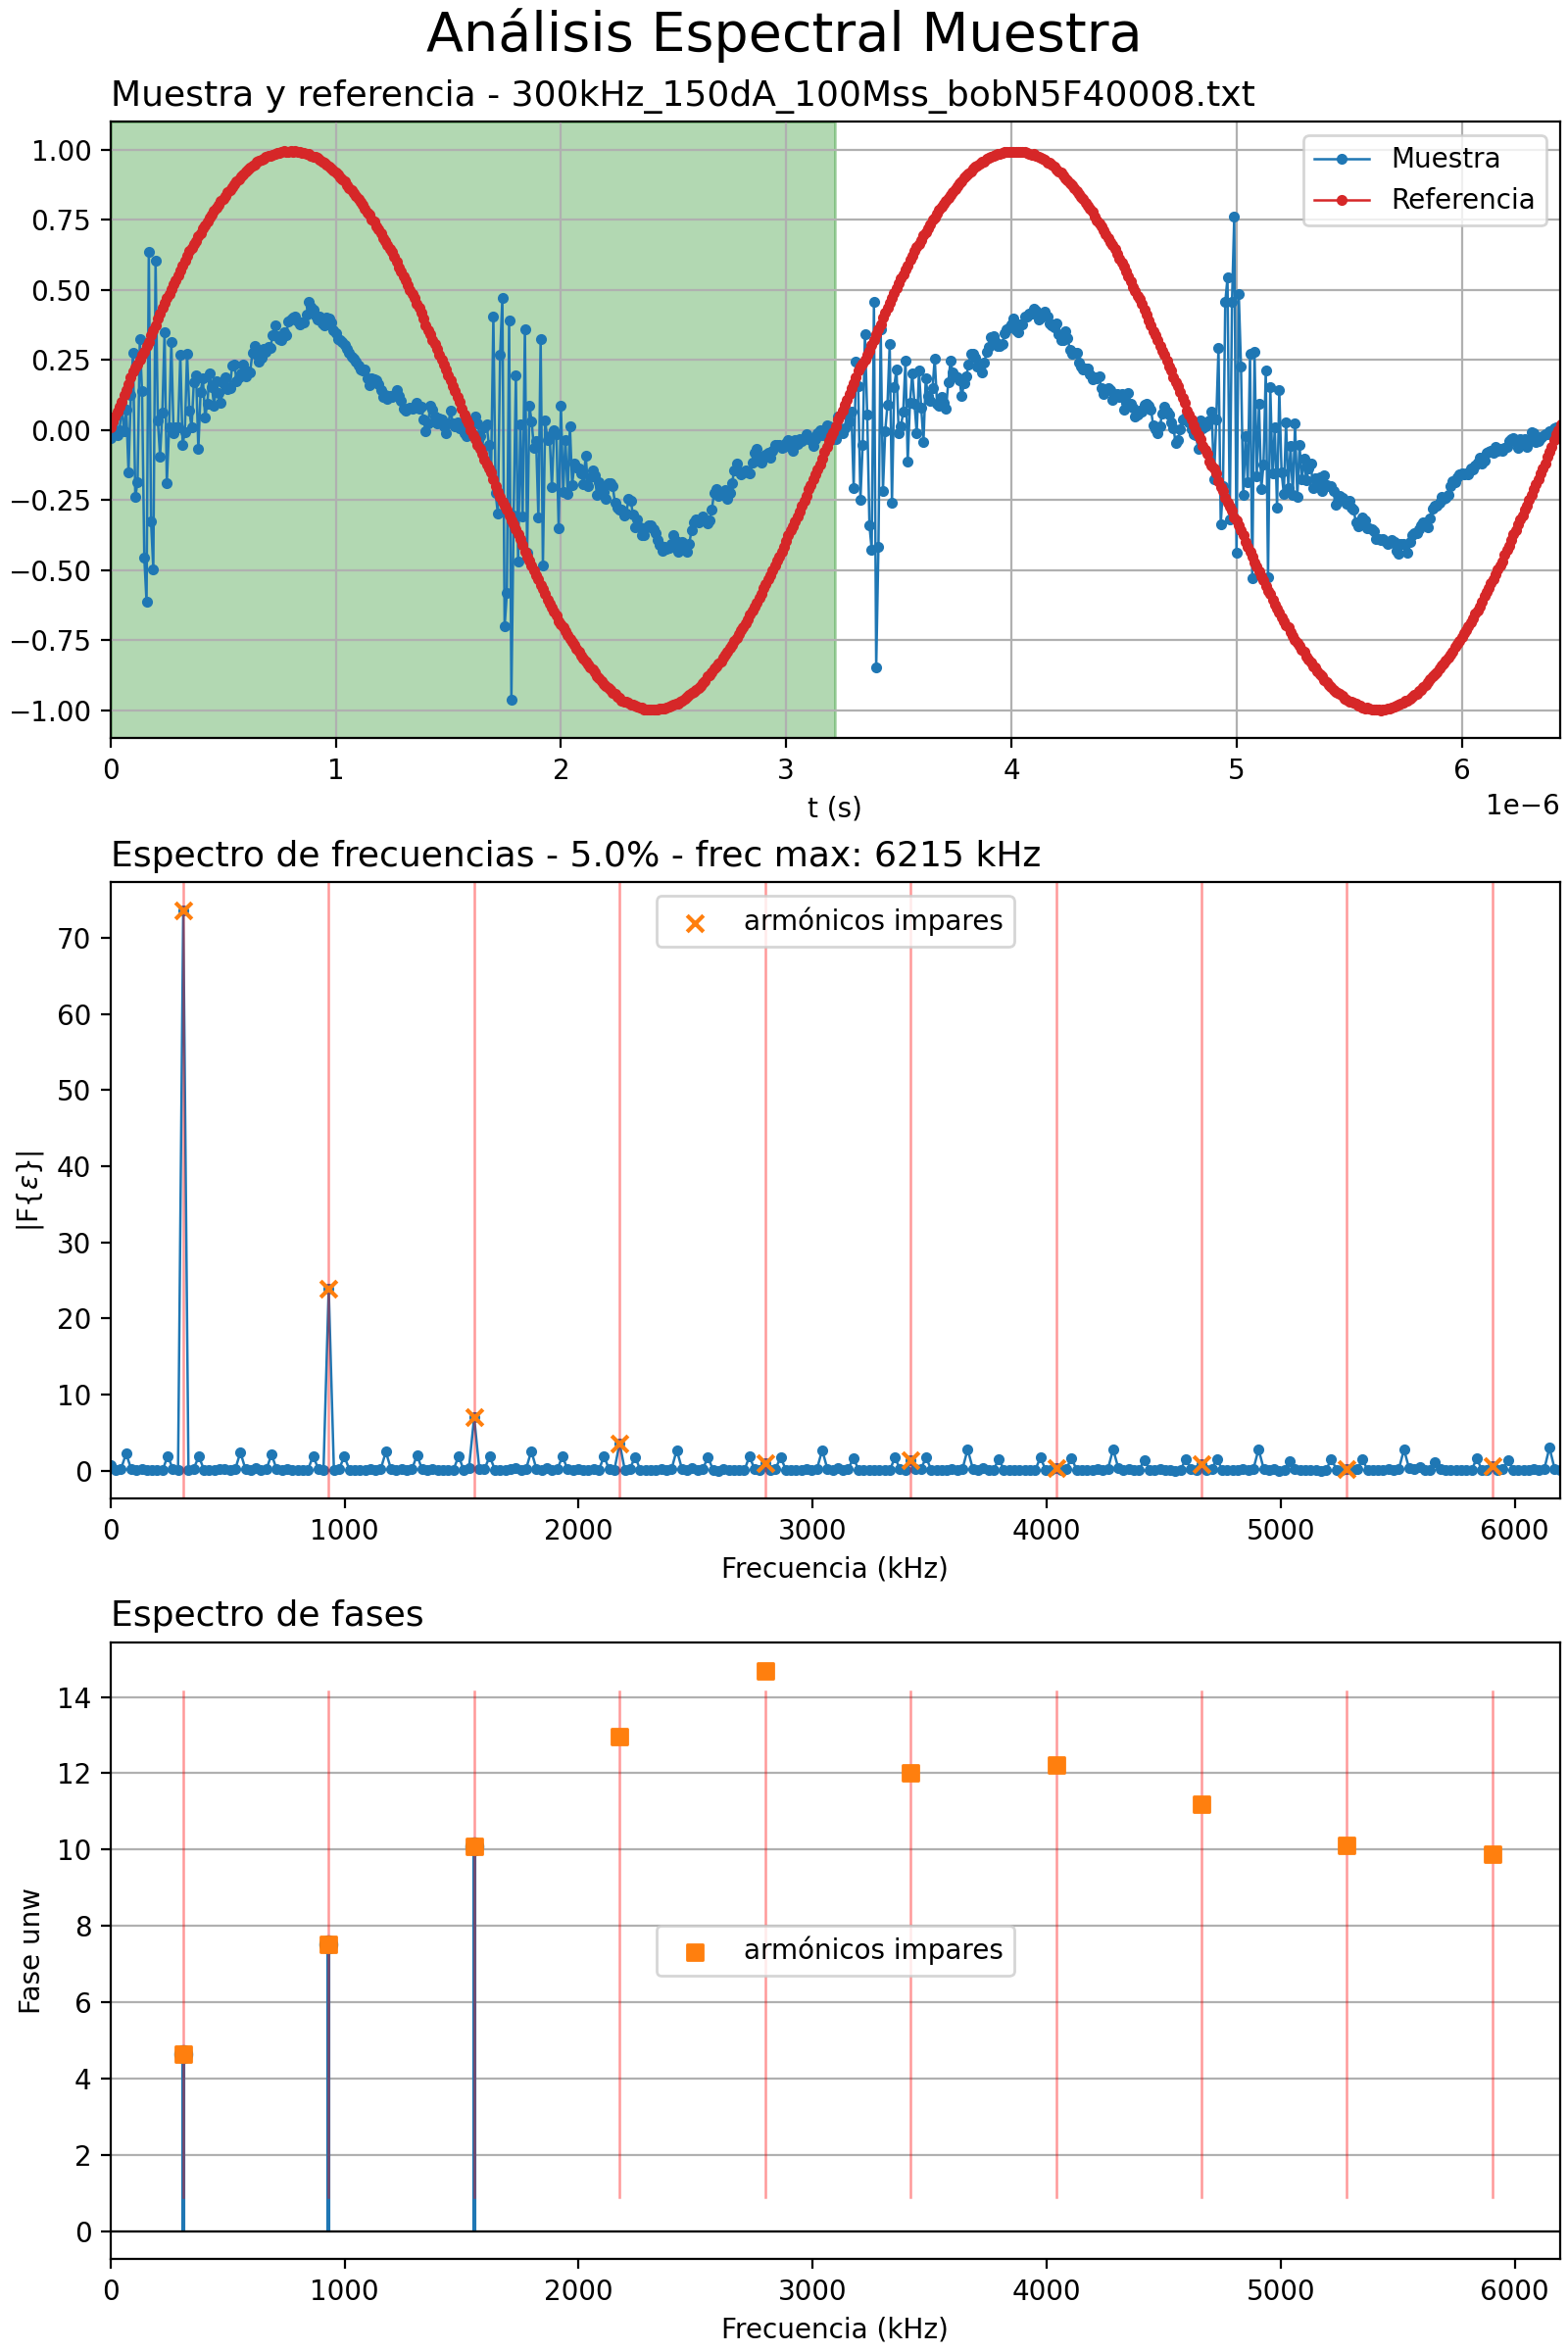 Análisis Espectral Muestra
Muestra y referencia - 300kHz_150dA_100Mss_bobN5F40008.txt
1.00
0.75
0.50
0.25
0.00
−0.25
−0.50
−0.75
−1.00
Muestra
Referencia
0 1 2 3 4 5 6
t (s)
1e−6
Espectro de frecuencias - 5.0% - frec max: 6215 kHz
armónicos impares
70
60
50
40
30
20
10
0
|F{ε}|
0 1000 2000 3000 4000 5000 6000
Frecuencia (kHz)
Espectro de fases
14
12
10
8
6
4
2
0
Fase unw
armónicos impares
0 1000 2000 3000 4000 5000 6000
Frecuencia (kHz)